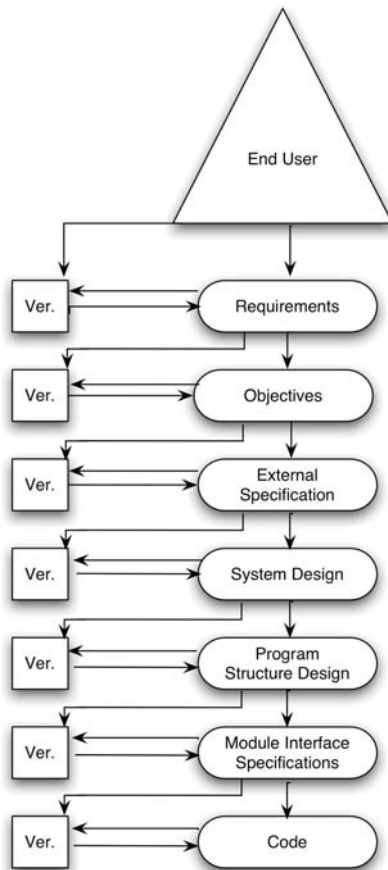 End User
Ver.
Requirements
Ver.
Objectives
Ver.
External
Specification
Ver.
System Design
Ver.
Program
Structure Design
Ver.
Module Interface
Specifications
Ver.
Code